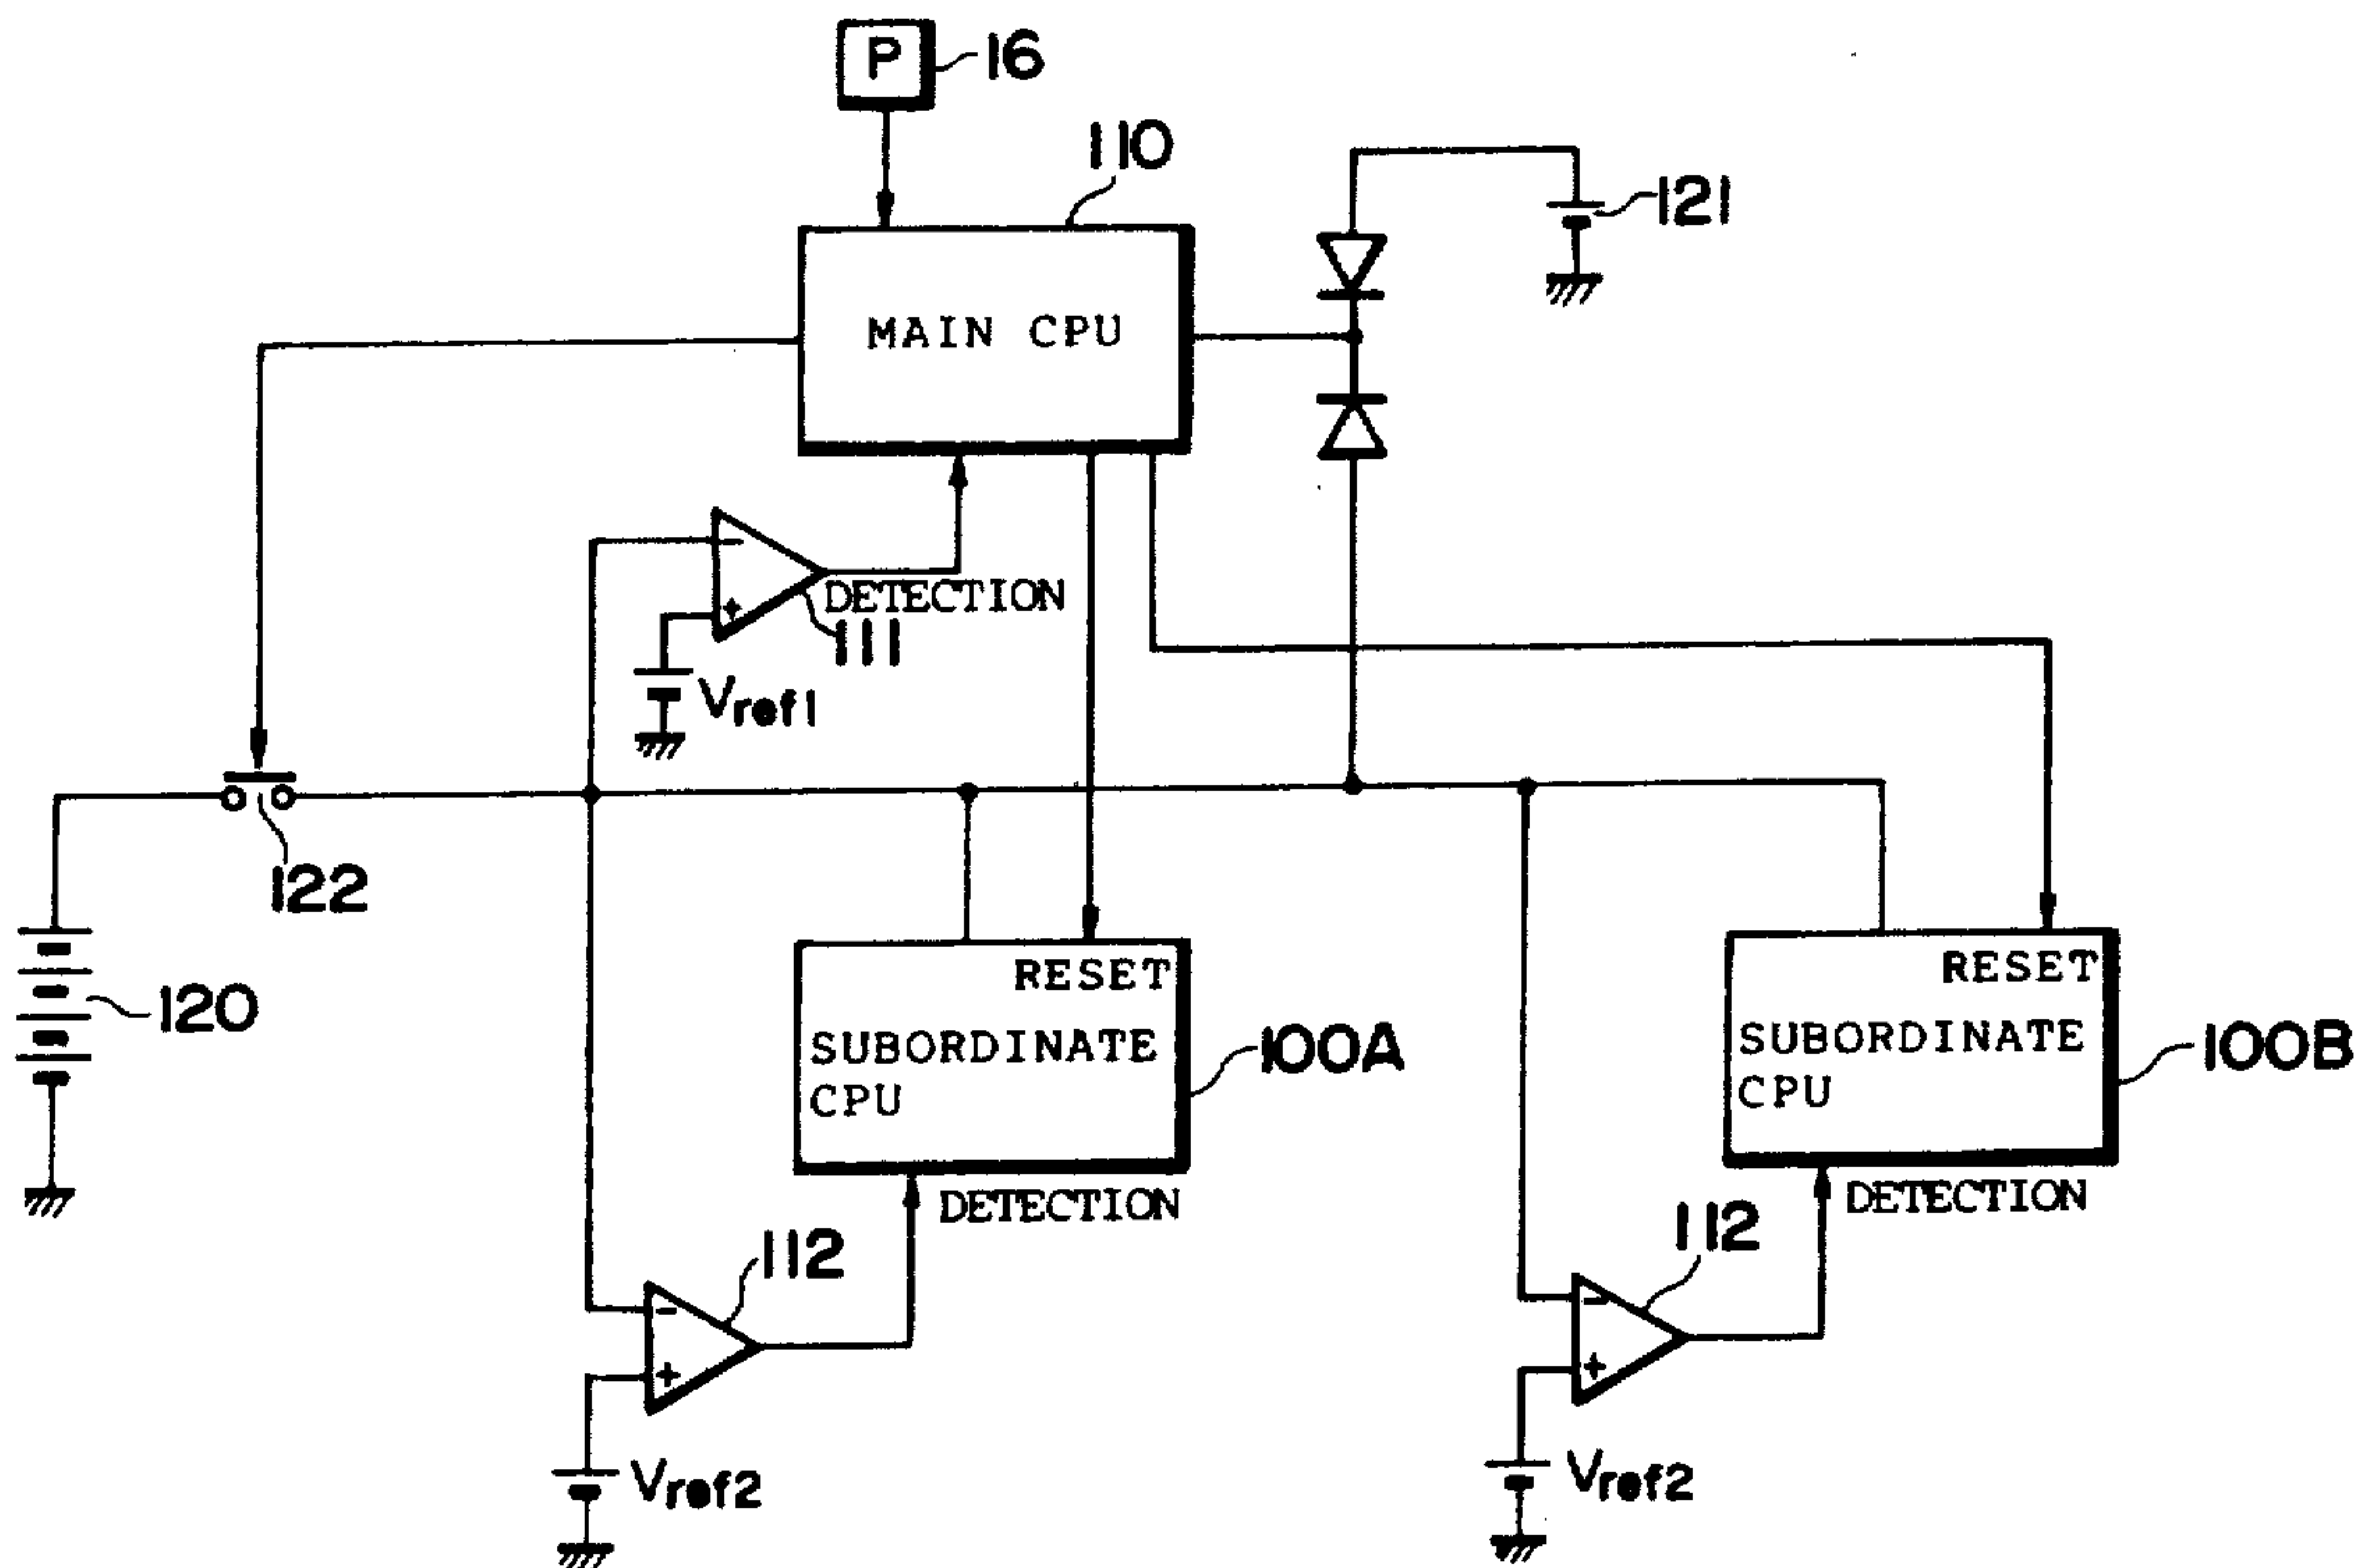 P
16
110
121
MAIN CPU
-
+
DETECTION
111
Vref1
122
120
RESET
SUBORDINATE
CPU
100A
RESET
SUBORDINATE
CPU
100B
DETECTION
112
-
+
Vref2
DETECTION
112
-
+
Vref2